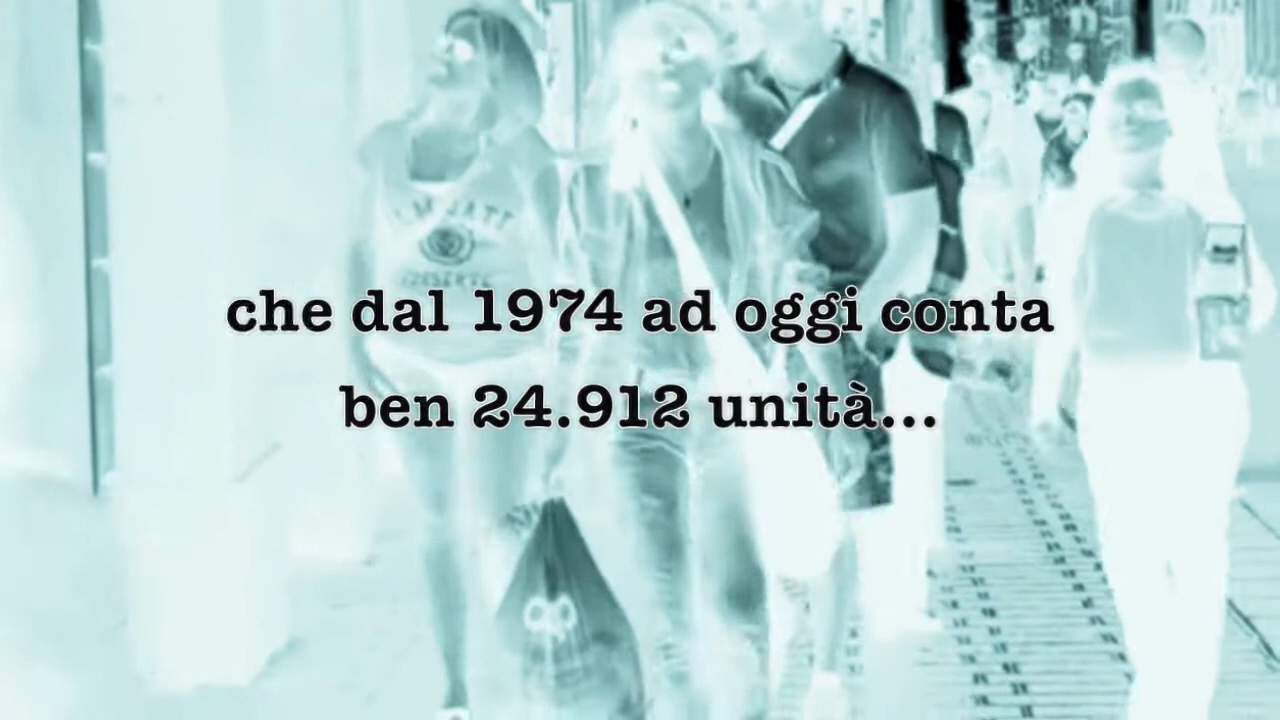 che dal 1974 ad oggi conta
ben 24.912 unità...